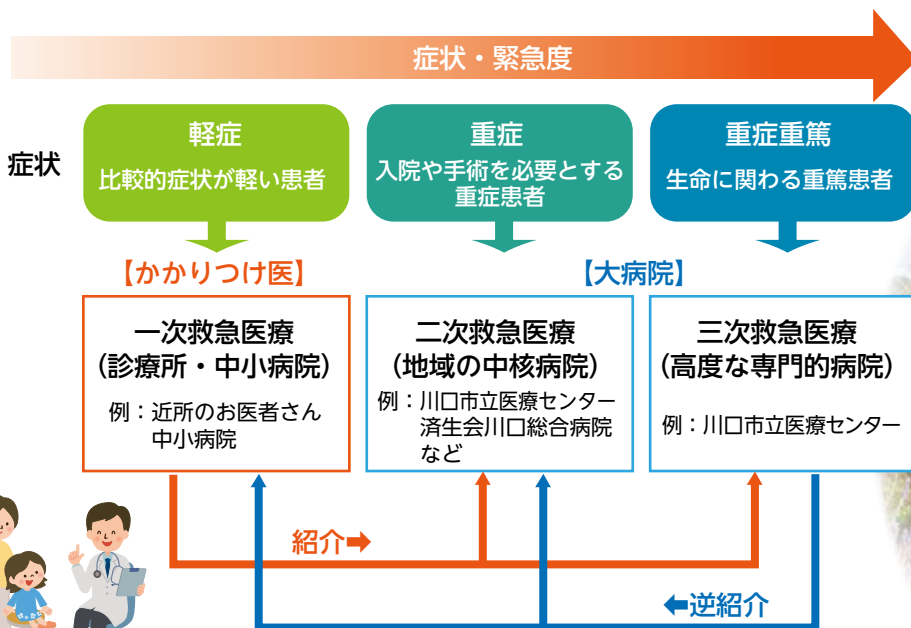 症状・緊急度
症状
軽症
比較的症状が軽い患者
重症
入院や手術を必要とする
重症患者
重症重篤
生命に関わる重篤患者
【かかりつけ医】
【大病院】
一次救急医療
(診療所・中小病院)
例：近所のお医者さん
中小病院
二次救急医療
(地域の中核病院)
例：川口市立医療センター
済生会川口総合病院
など
三次救急医療
(高度な専門的病院)
例：川口市立医療センター
紹介➡
⬅逆紹介